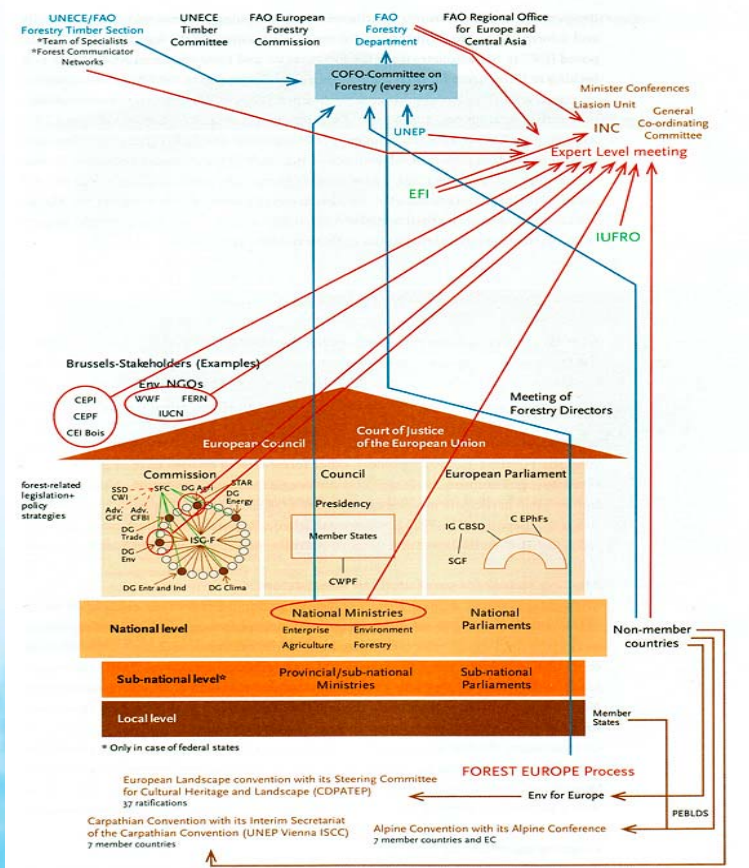 UNECE/FAO
Forestry Timber Section
*Team of Specialists
*Forest Communicator
Networks
UNECE
Timber
Committee
FAO European
Forestry
Commission
FAO
Forestry
Department
FAO Regional Office
for Europe and
Central Asia
COFO-Committee on
Forestry (every 2yrs)
UNEP
Minister Conferences
Liasion Unit
General
Co-ordinating
Committee
INC
Expert Level meeting
EFI
IUFRO
Brussels-Stakeholders (Examples)
Env NGOs
CEPI
CEPF
CEI Bois
WWF FERN
IUCN
Meeting of
Forestry Directors
European Council
Court of Justice
of the European Union
forest-related
legislation+
policy
strategies
Commission
SSD
CWI
SFC
DG Agri
STAR
DG
Energy
Adv.
GFC
Adv.
CFBI
DG
Trade
DG
Env
ISG-F
DG Entr and Ind
DG Clima
Council
Presidency
Member States
CWPF
European Parliament
IG CBSD
C EPhFs
SGF
National level
National Ministries
Enterprise Environment
Agriculture Forestry
National
Parliaments
Non-member
countries
Sub-national level*
Provincial/sub-national
Ministries
Sub-national
Parliaments
Local level
Member
States
* Only in case of federal states
FOREST EUROPE Process
European Landscape convention with its Steering Committee
for Cultural Heritage and Landscape (CDPATEP)
37 ratifications
Env for Europe
PEBLDS
Carpathian Convention with its Interim Secretariat
of the Carpathian Convention (UNEP Vienna ISCC)
7 member countries
Alpine Convention with its Alpine Conference
7 member countries and EC